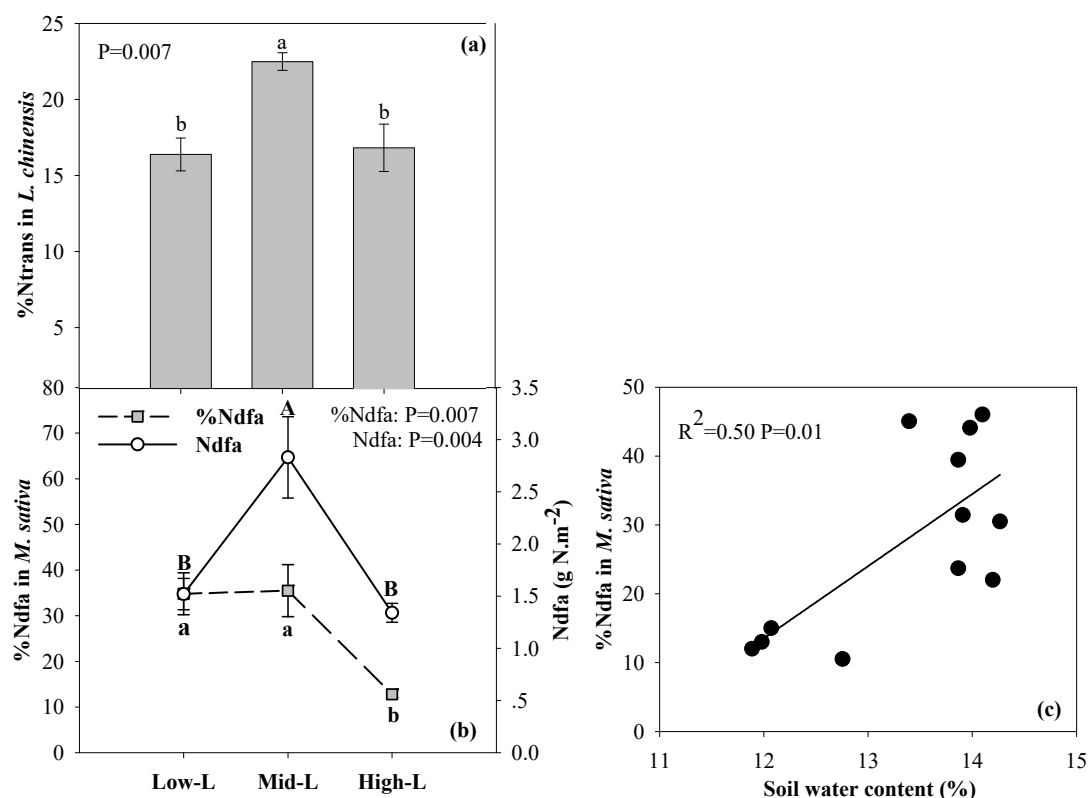 25
20
15
10
5
%Ntrans in L. chinensis
P=0.007
(a)
b
a
b
80
70
60
50
40
30
20
10
0
%Ndfa in M. sativa
%Ndfa
Ndfa
%Ndfa: P=0.007
Ndfa: P=0.004
A
B
B
a
a
b
(b)
3.5
3.0
2.5
2.0
1.5
1.0
.5
0.0
Ndfa (g N.m-2)
Low-L
Mid-L
High-L
50
40
30
20
10
0
%Ndfa in M. sativa
R2=0.50 P=0.01
(c)
11
12
13
14
15
Soil water content (%)